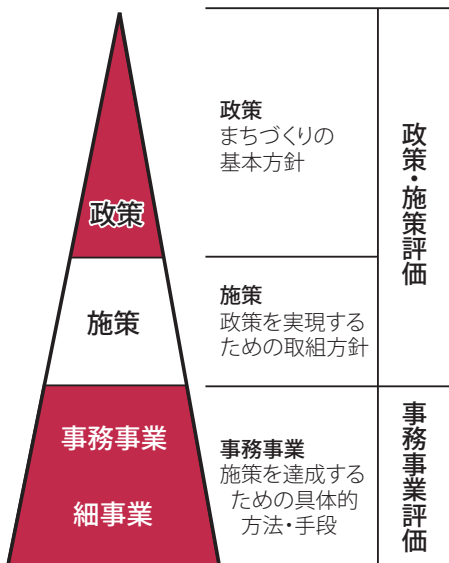 政策
施策
事務事業
細事業
政策
まちづくりの
基本方針
施策
政策を実現する
ための取組方針
事務事業
施策を達成する
ための具体的
方法・手段
政策・施策評価
事務事業評価